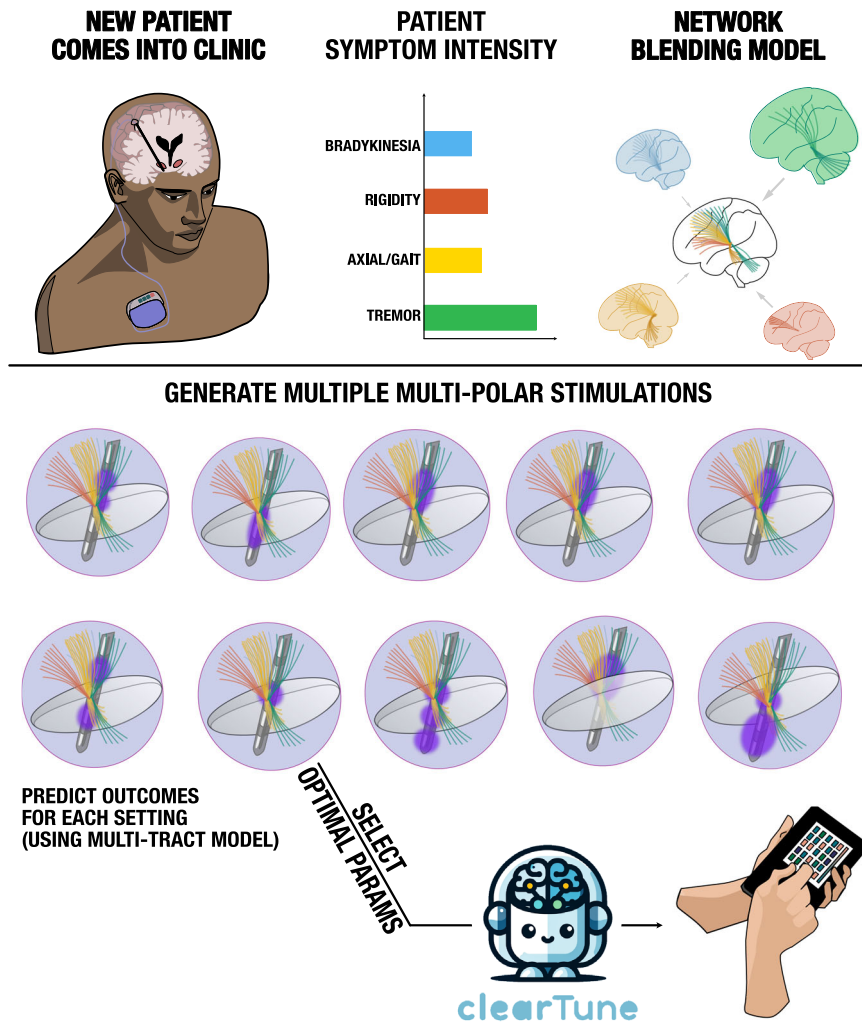 NEW PATIENT
COMES INTO CLINIC
PATIENT
SYMPTOM INTENSITY
NETWORK
BLENDING MODEL
BRADYKINESIA
RIGIDITY
AXIAL/GAIT
TREMOR
GENERATE MULTIPLE MULTI-POLAR STIMULATIONS
PREDICT OUTCOMES
FOR EACH SETTING
(USING MULTI-TRACT MODEL)
SELECT
OPTIMAL PARAMS
clearTune